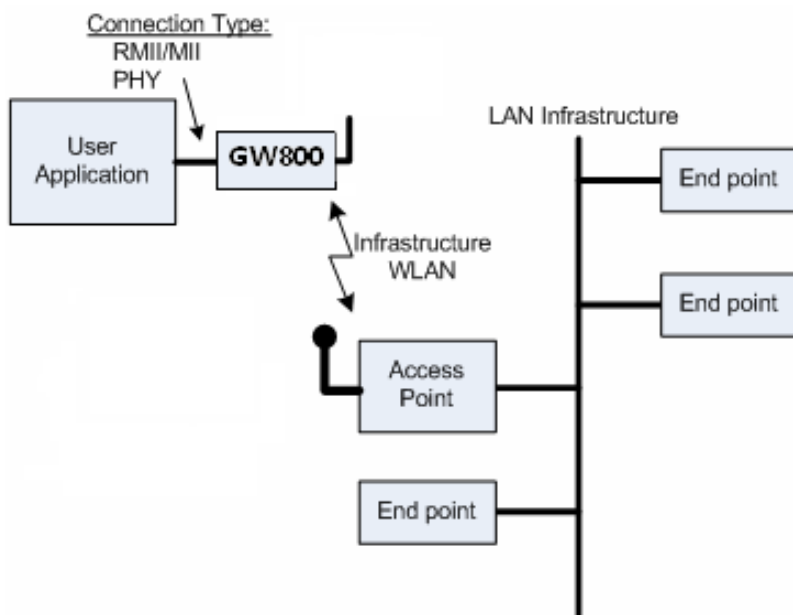 Connection Type:
RMII/MII
PHY
User
Application
GW800
LAN Infrastructure
End point
Infrastructure
WLAN
End point
Access
Point
End point